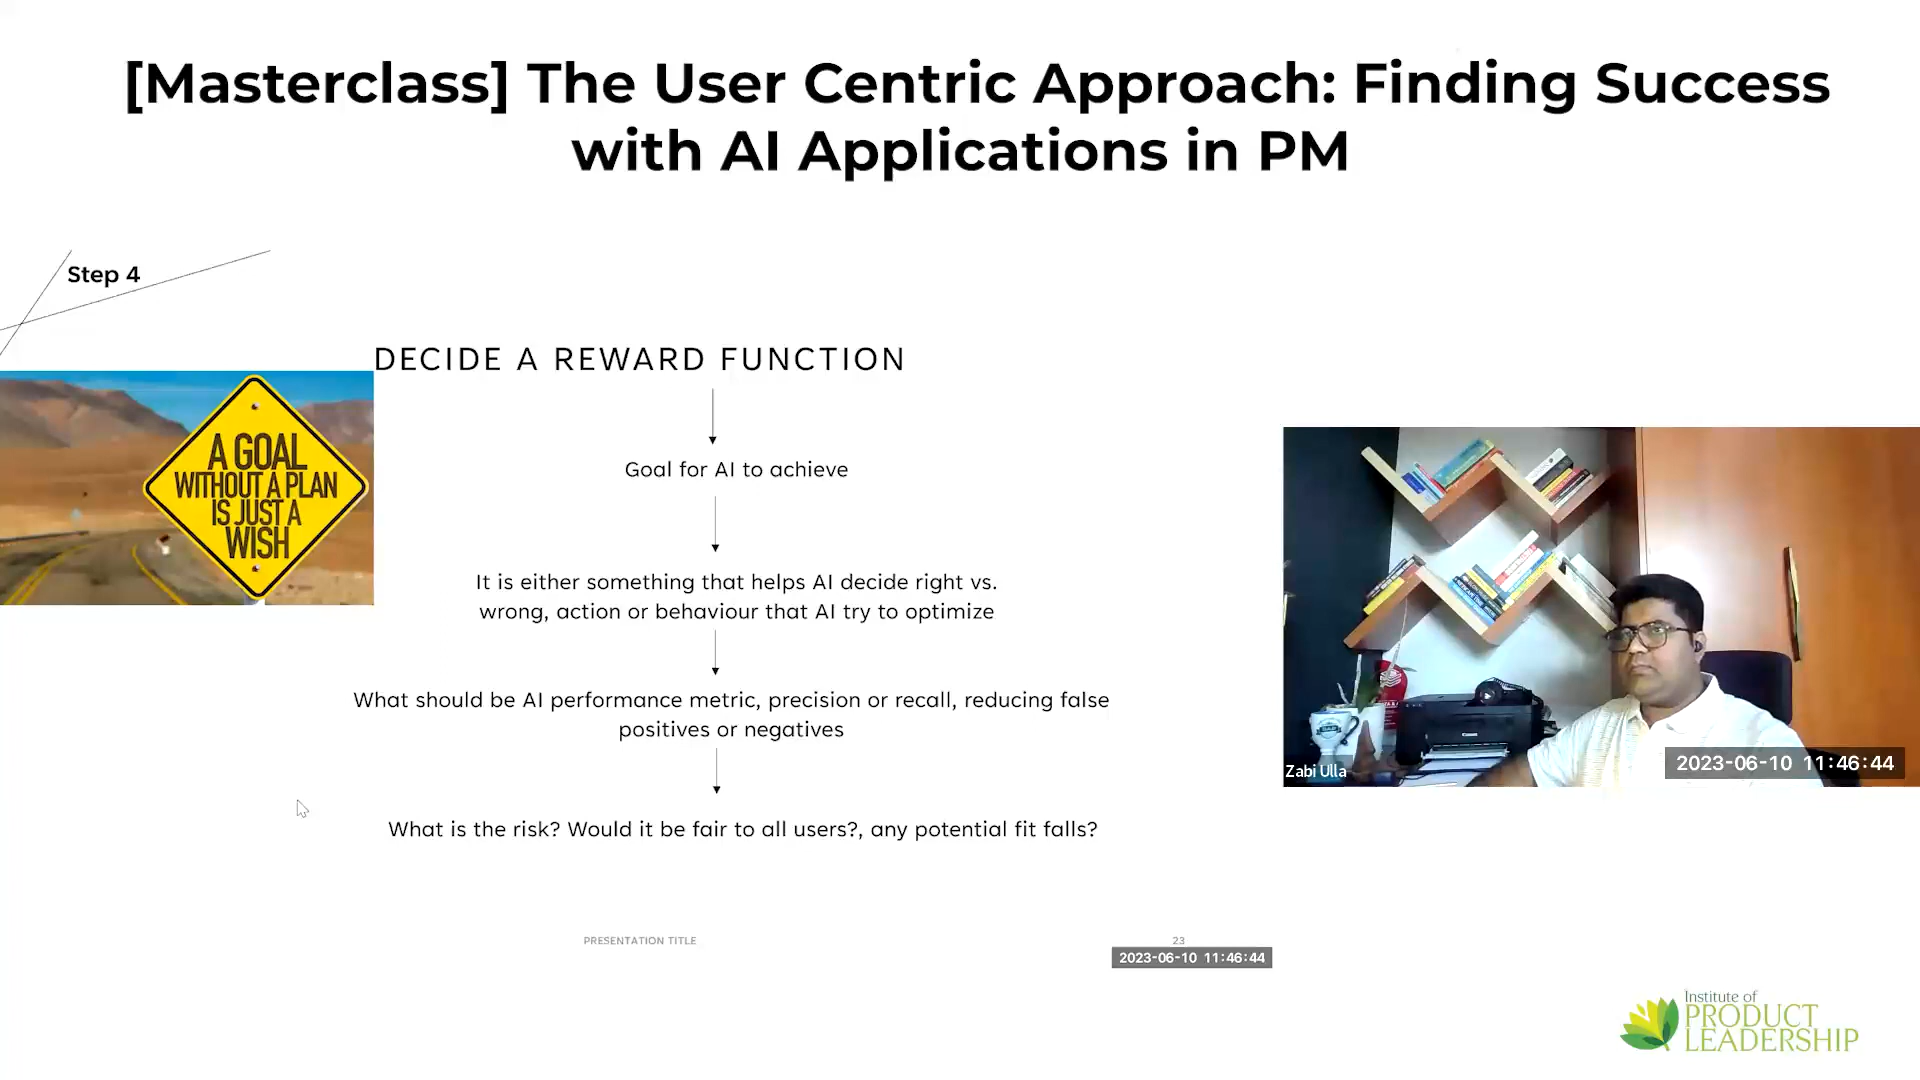 [Masterclass] The User Centric Approach: Finding Success
with AI Applications in PM
Step 4
DECIDE A REWARD FUNCTION
A GOAL
WITHOUT A PLAN
IS JUST A
WISH
Goal for AI to achieve
It is either something that helps AI decide right vs.
wrong, action or behaviour that AI try to optimize
What should be AI performance metric, precision or recall, reducing false
positives or negatives
What is the risk? Would it be fair to all users?, any potential fit falls?
Zabi Ulla
2023-06-10 11:46:44
PRESENTATION TITLE
23
2023-06-10 11:46:44
Institute of
PRODUCT
LEADERSHIP